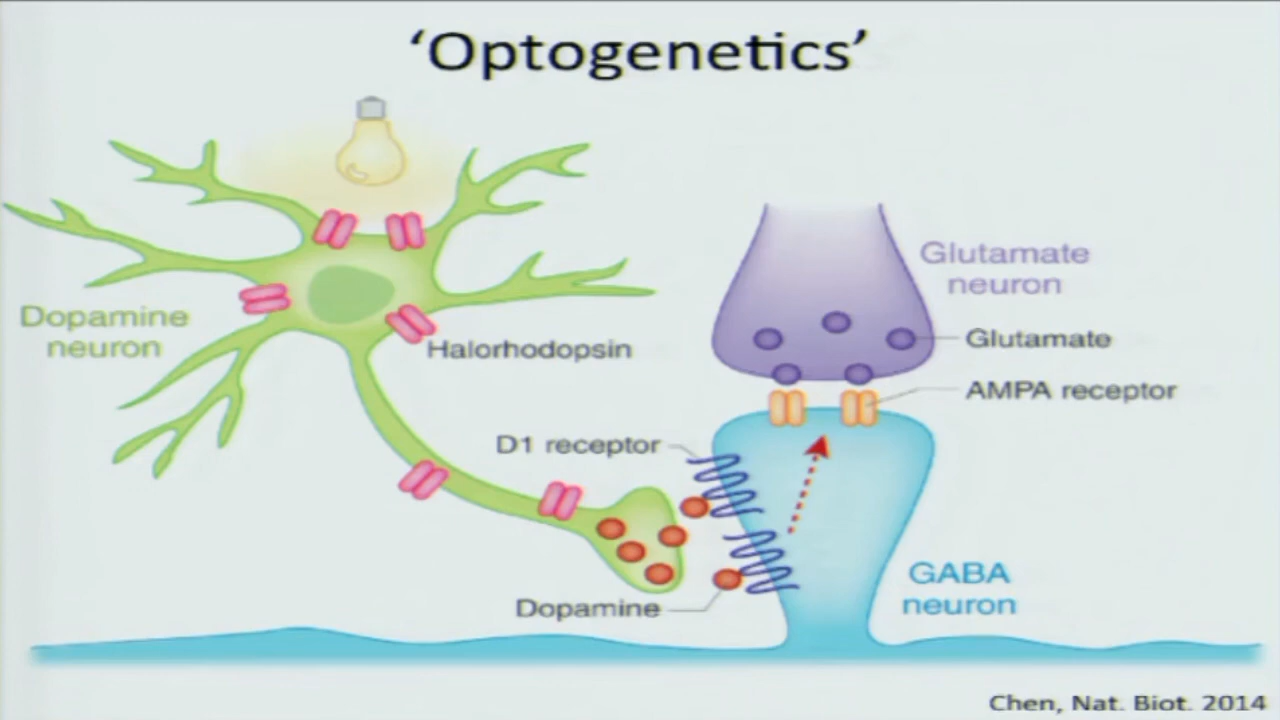 ‘Optogenetics’
Glutamate
neuron
Dopamine
neuron
Halorhodopsin
Glutamate
AMPA receptor
D1 receptor
GABA
neuron
Dopamine
Chen, Nat. Biot. 2014